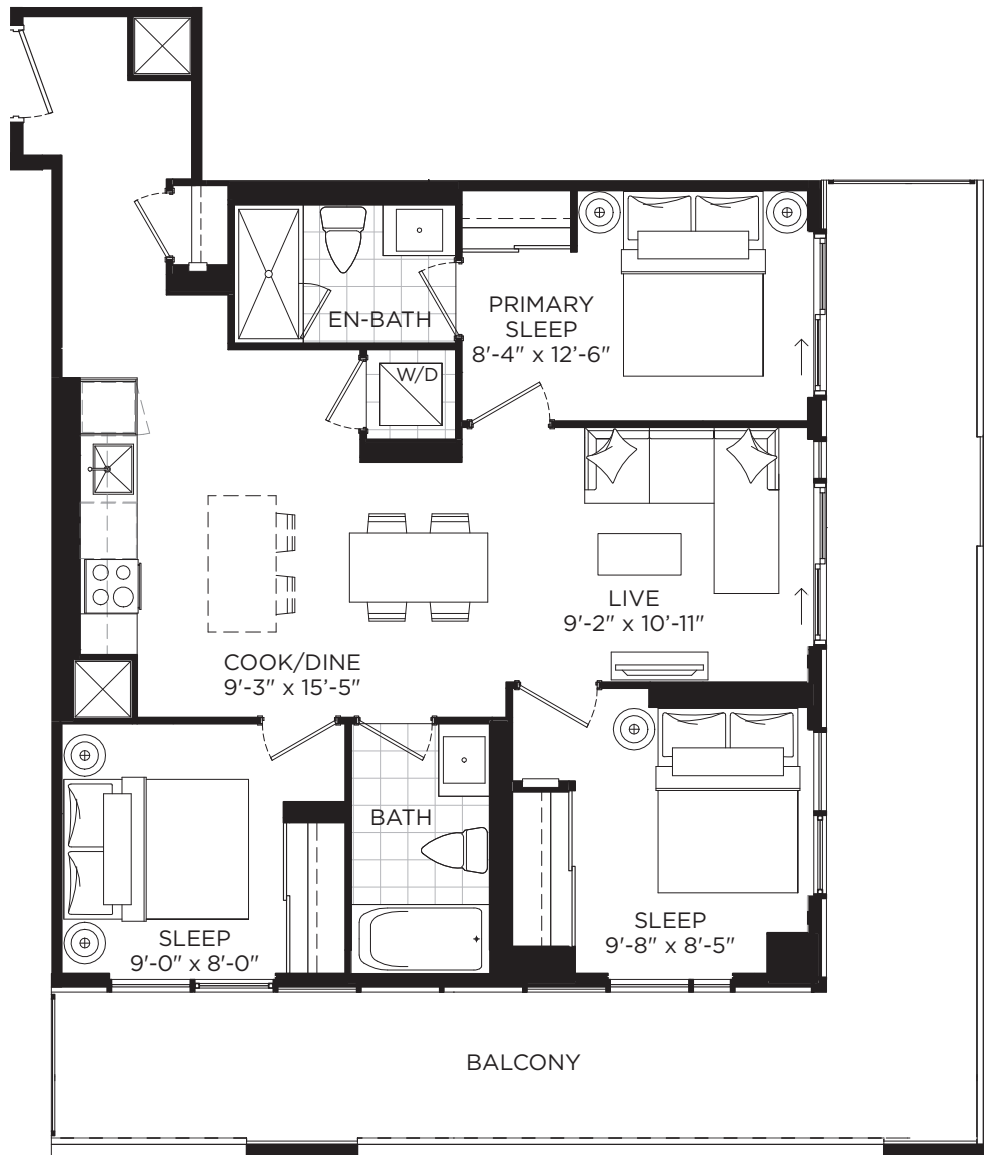 EN-BATH
PRIMARY
SLEEP
8'-4" x 12'-6"
W/D
LIVE
9'-2" x 10'-11"
COOK/DINE
9'-3" x 15'-5"
BATH
SLEEP
9'-0" x 8'-0"
SLEEP
9'-8" x 8'-5"
BALCONY